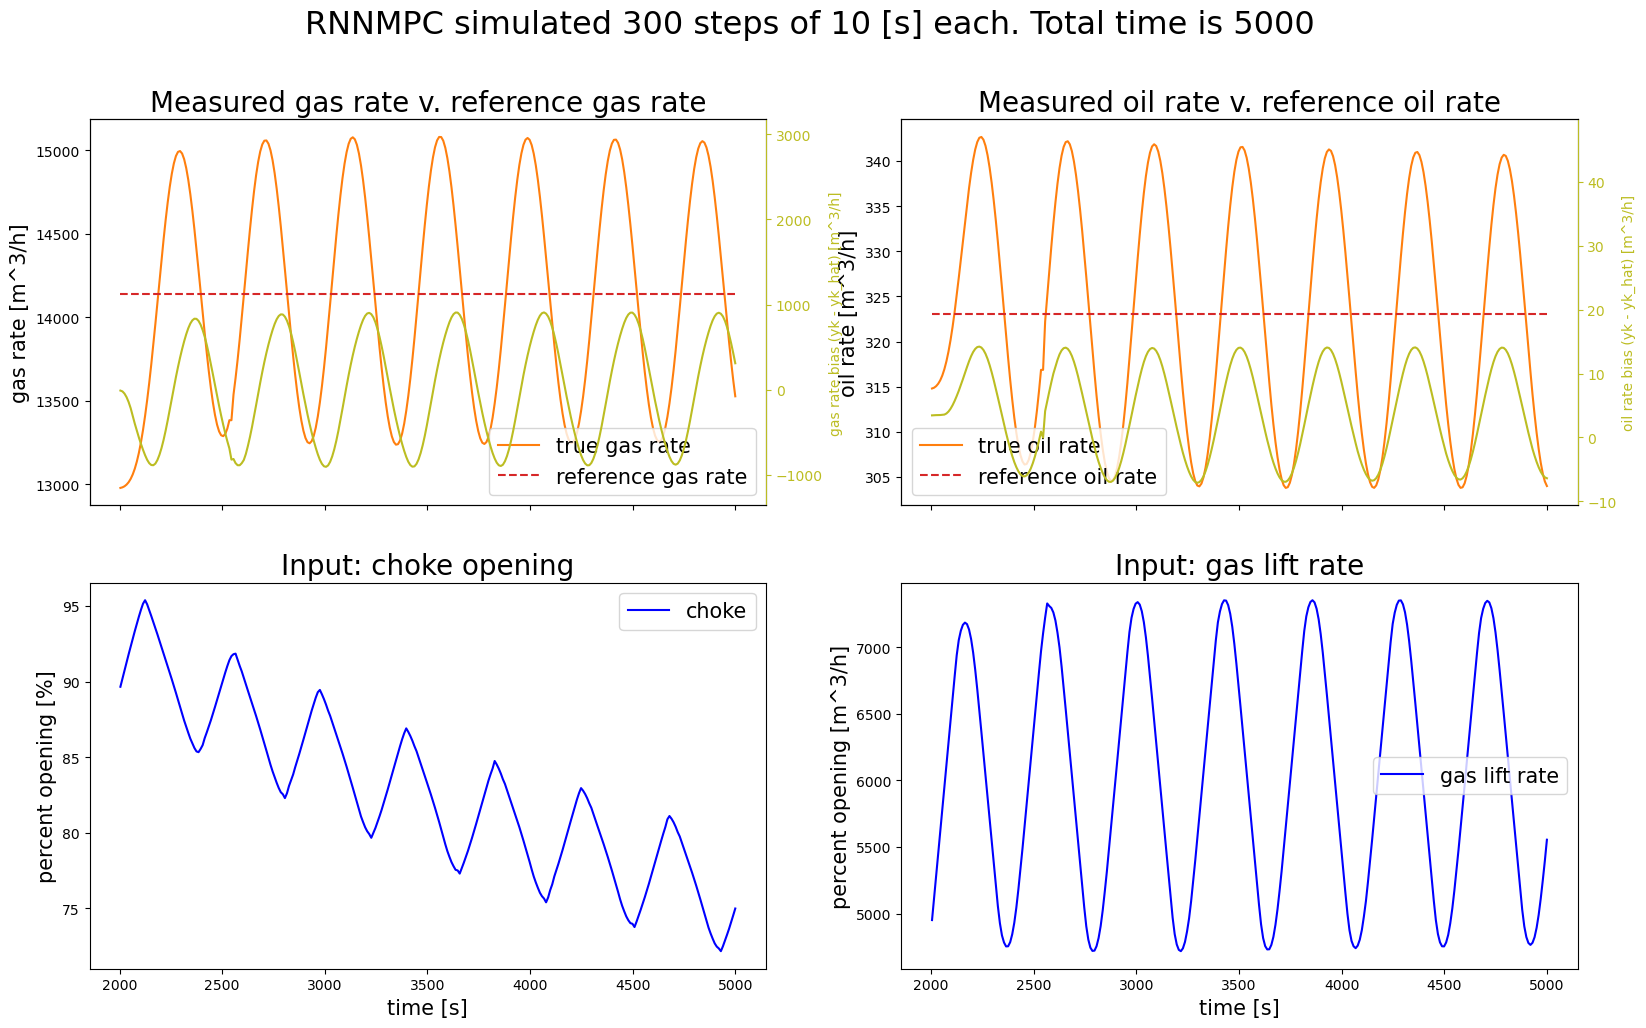 RNNMPC simulated 300 steps of 10 [s] each. Total time is 5000
Measured gas rate v. reference gas rate
gas rate [m^3/h]
15000
14500
14000
13500
13000
3000
2000
1000
0
−1000
gas rate bias (yk - yk_hat) [m^3/h]
true gas rate
reference gas rate
Measured oil rate v. reference oil rate
oil rate [m^3/h]
340
335
330
325
320
315
310
305
40
30
20
10
0
−10
oil rate bias (yk - yk_hat) [m^3/h]
true oil rate
reference oil rate
Input: choke opening
percent opening [%]
95
90
85
80
75
choke
2000
2500
3000
3500
4000
4500
5000
time [s]
Input: gas lift rate
percent opening [m^3/h]
7000
6500
6000
5500
5000
gas lift rate
2000
2500
3000
3500
4000
4500
5000
time [s]